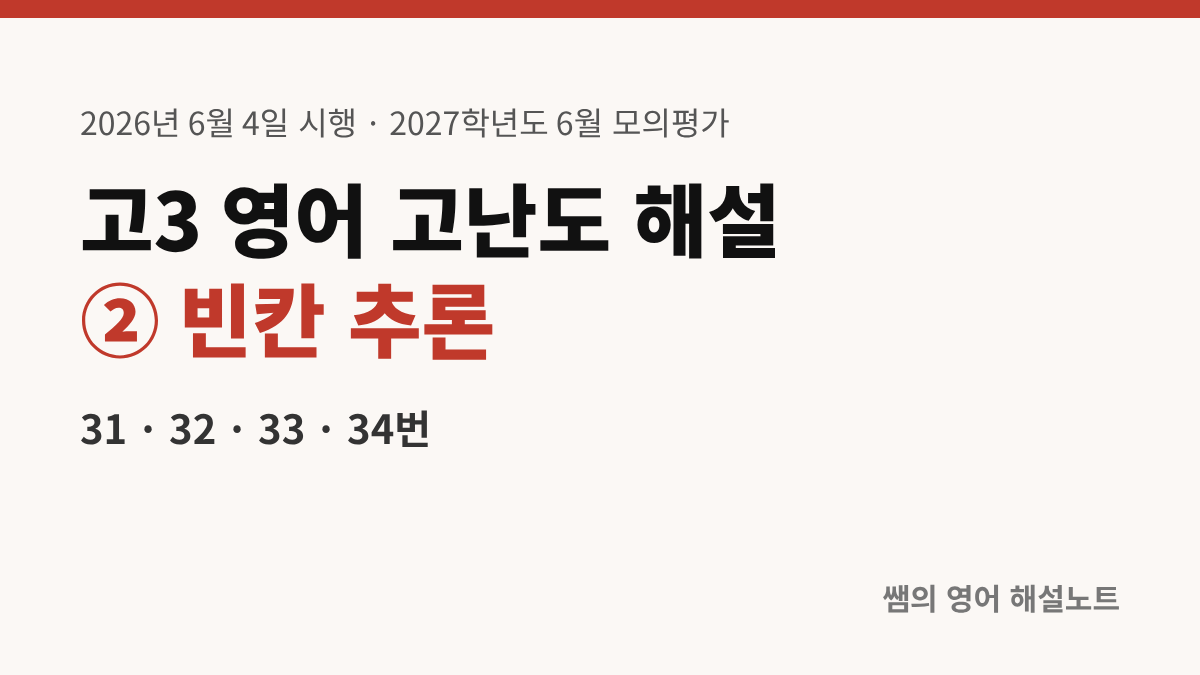 2026년 6월 4일 시행 · 2027학년도 6월 모의평가
고3 영어 고난도 해설
② 빈칸 추론
31 · 32 · 33 · 34번
쌤의 영어 해설노트